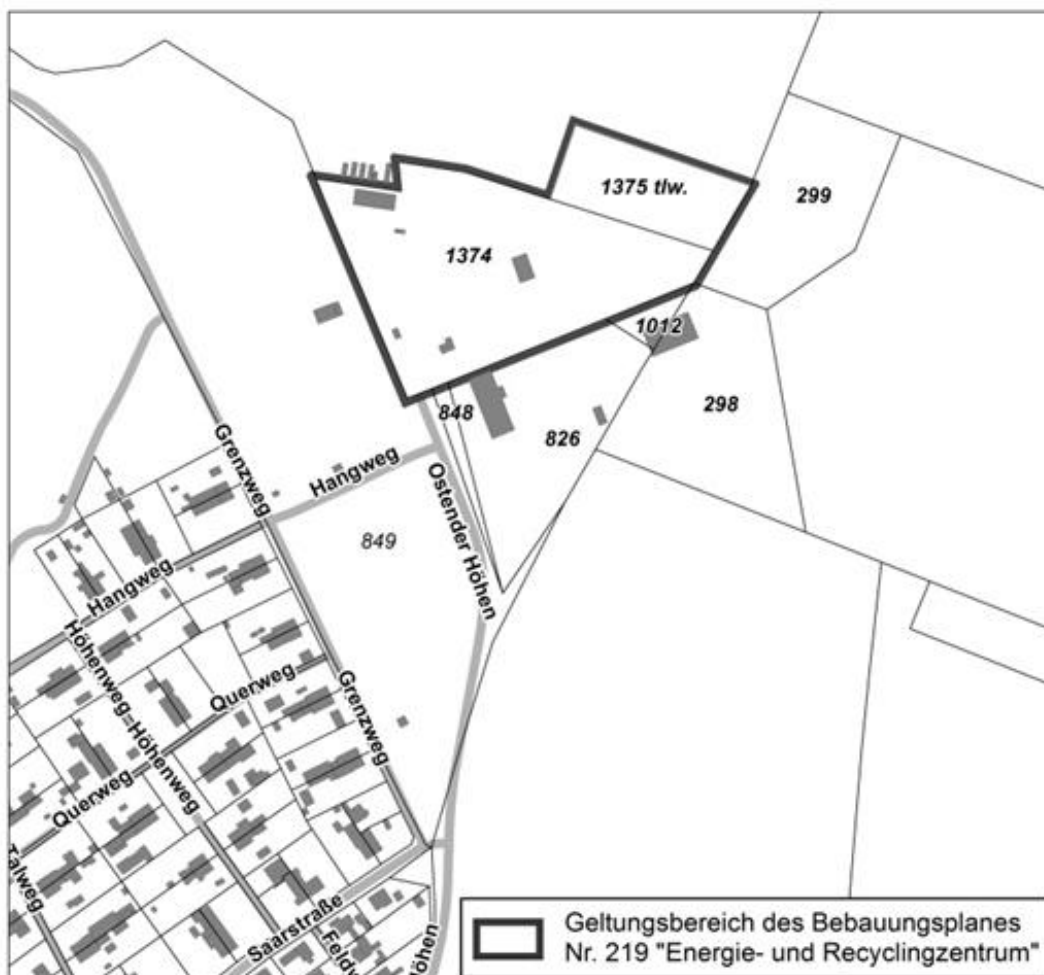 1375 tlw.
299
1374
1012
298
848
826
Grenzweg
Hangweg
Ostender Höhen
849
Hangweg
Höhenweg
Querweg
Grenzweg
Höhenweg
Querweg
Talweg
Saarstraße
Höhen
Geltungsbereich des Bebauungsplanes
Nr. 219 "Energie- und Recyclingzentrum"